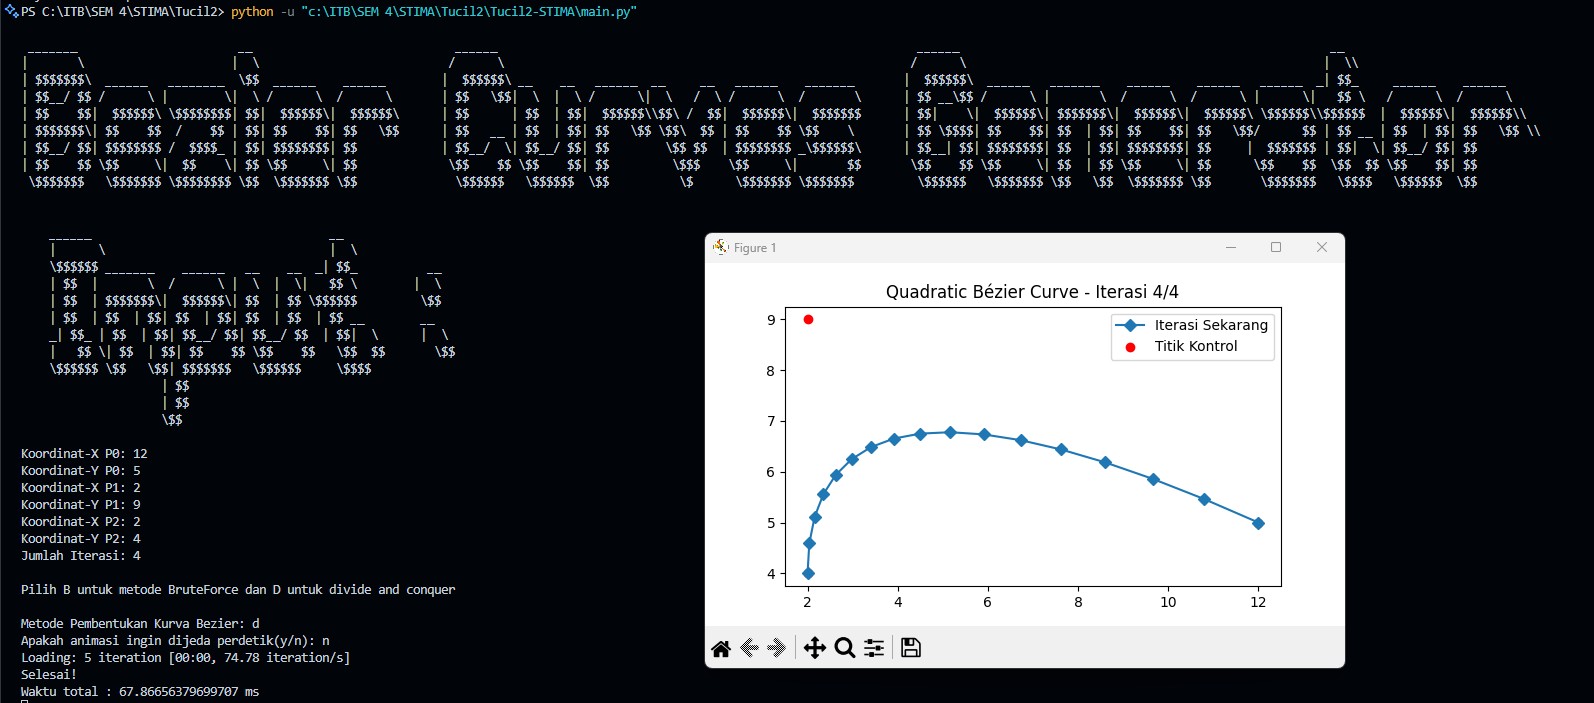 PS C:\ITB\SEM 4\STIMA\Tucil2> python -u "c:\ITB\SEM 4\STIMA\Tucil2\Tucil2-STIMA\main.py"
Bezier Curves Generator
Input :
Koordinat-X P0: 12
Koordinat-Y P0: 5
Koordinat-X P1: 2
Koordinat-Y P1: 9
Koordinat-X P2: 2
Koordinat-Y P2: 4
Jumlah Iterasi: 4
Pilih B untuk metode BruteForce dan D untuk divide and conquer
Metode Pembentukan Kurva Bezier: d
Apakah animasi ingin dijeda perdetik(y/n): n
Loading: 5 iteration [00:00, 74.78 iteration/s]
Selesai!
Waktu total : 67.86656379699707 ms
Figure 1
Quadratic Bézier Curve - Iterasi 4/4
Iterasi Sekarang
Titik Kontrol
9
8
7
6
5
4
2 4 6 8 10 12